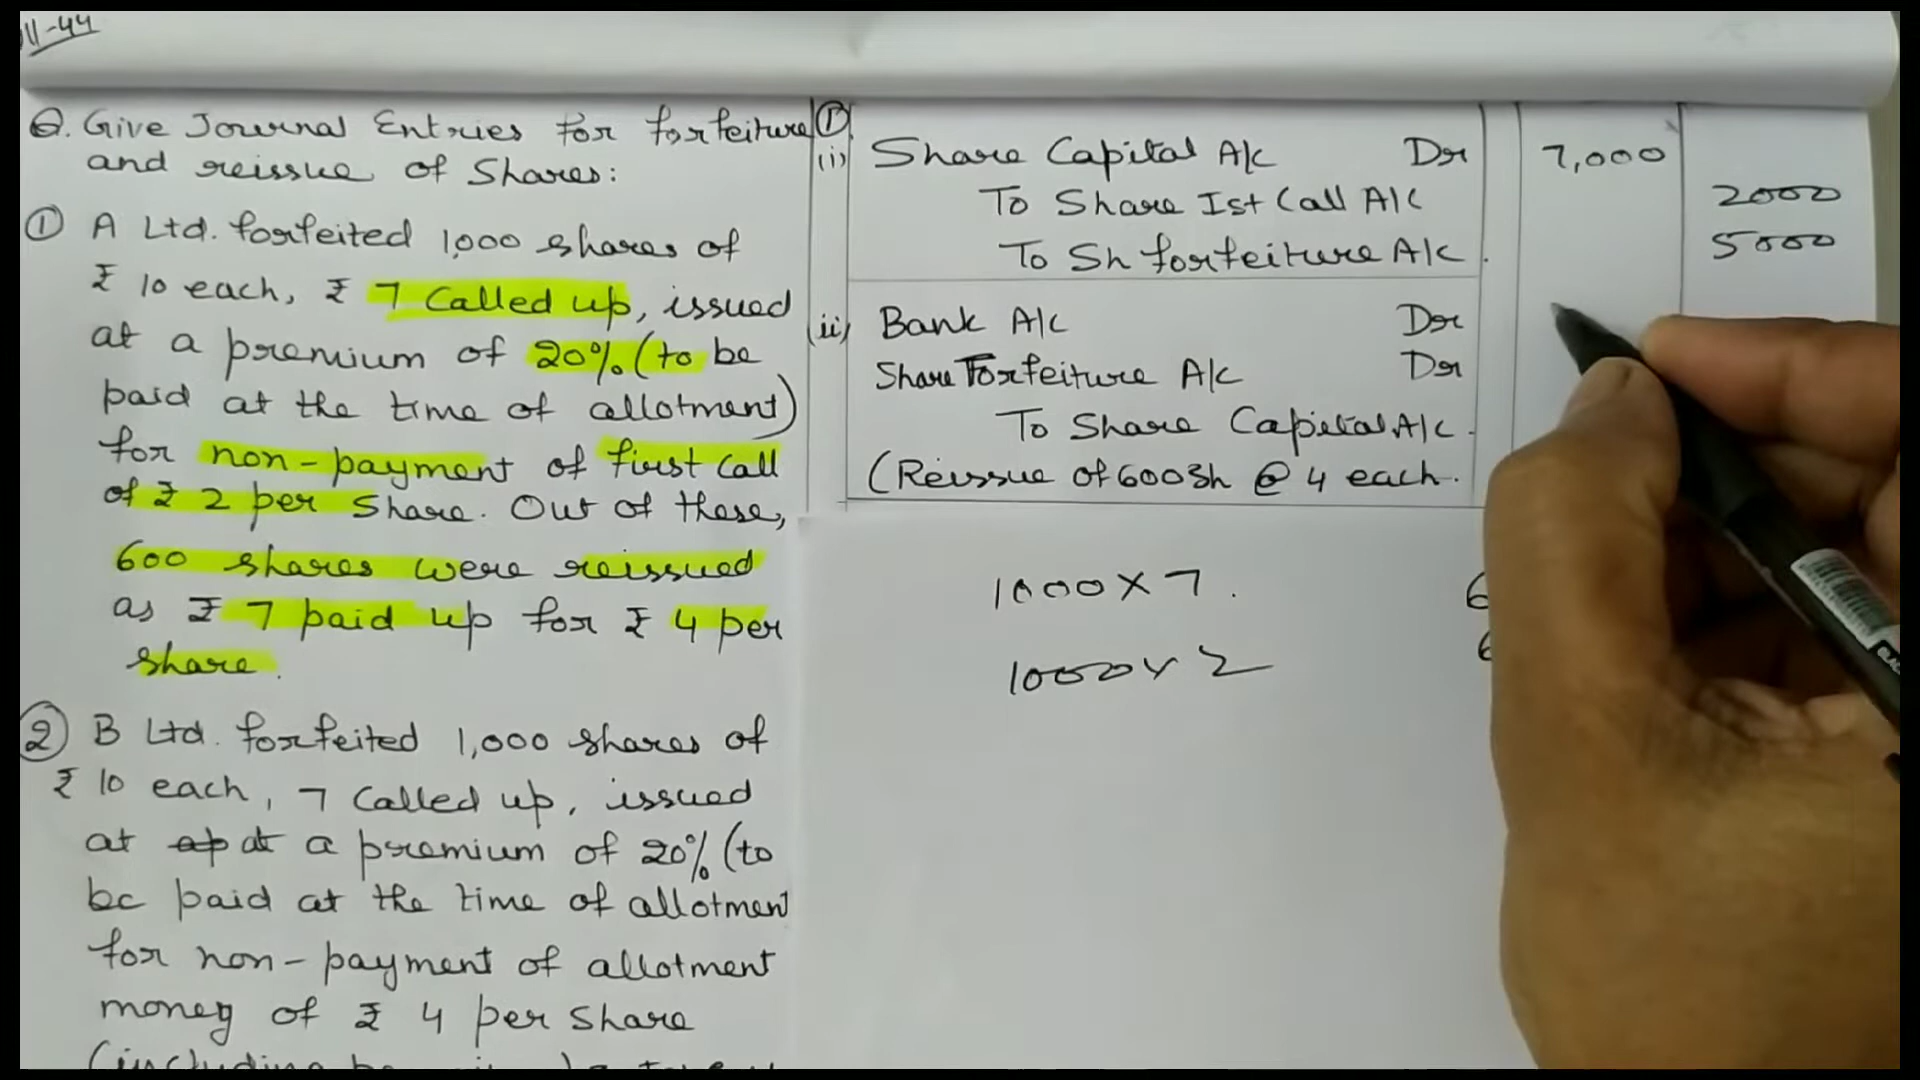 11-44
Q. Give Journal Entries for forfeiture
and reissue of Shares:
① A Ltd. forfeited 1,000 shares of
₹ 10 each, ₹ 7 Called up, issued
at a premium of 20% (to be
paid at the time of allotment)
for non-payment of first call
of ₹ 2 per share. Out of these,
600 shares were reissued
as ₹ 7 paid up for ₹ 4 per
share.
② B Ltd. forfeited 1,000 shares of
₹ 10 each, 7 Called up, issued
at at a premium of 20% (to
be paid at the time of allotment
for non-payment of allotment
money of ₹ 4 per share
(including
①
(i) Share Capital A/c Dr 7,000
To Share Ist Call A/c 2000
To Sh forfeiture A/c. 5000
(ii) Bank A/c Dr
Share Forfeiture A/c Dr
To Share Capital A/c.
(Reissue of 600 Sh @ 4 each.
1000 X 7. 6
1000 x 2 6